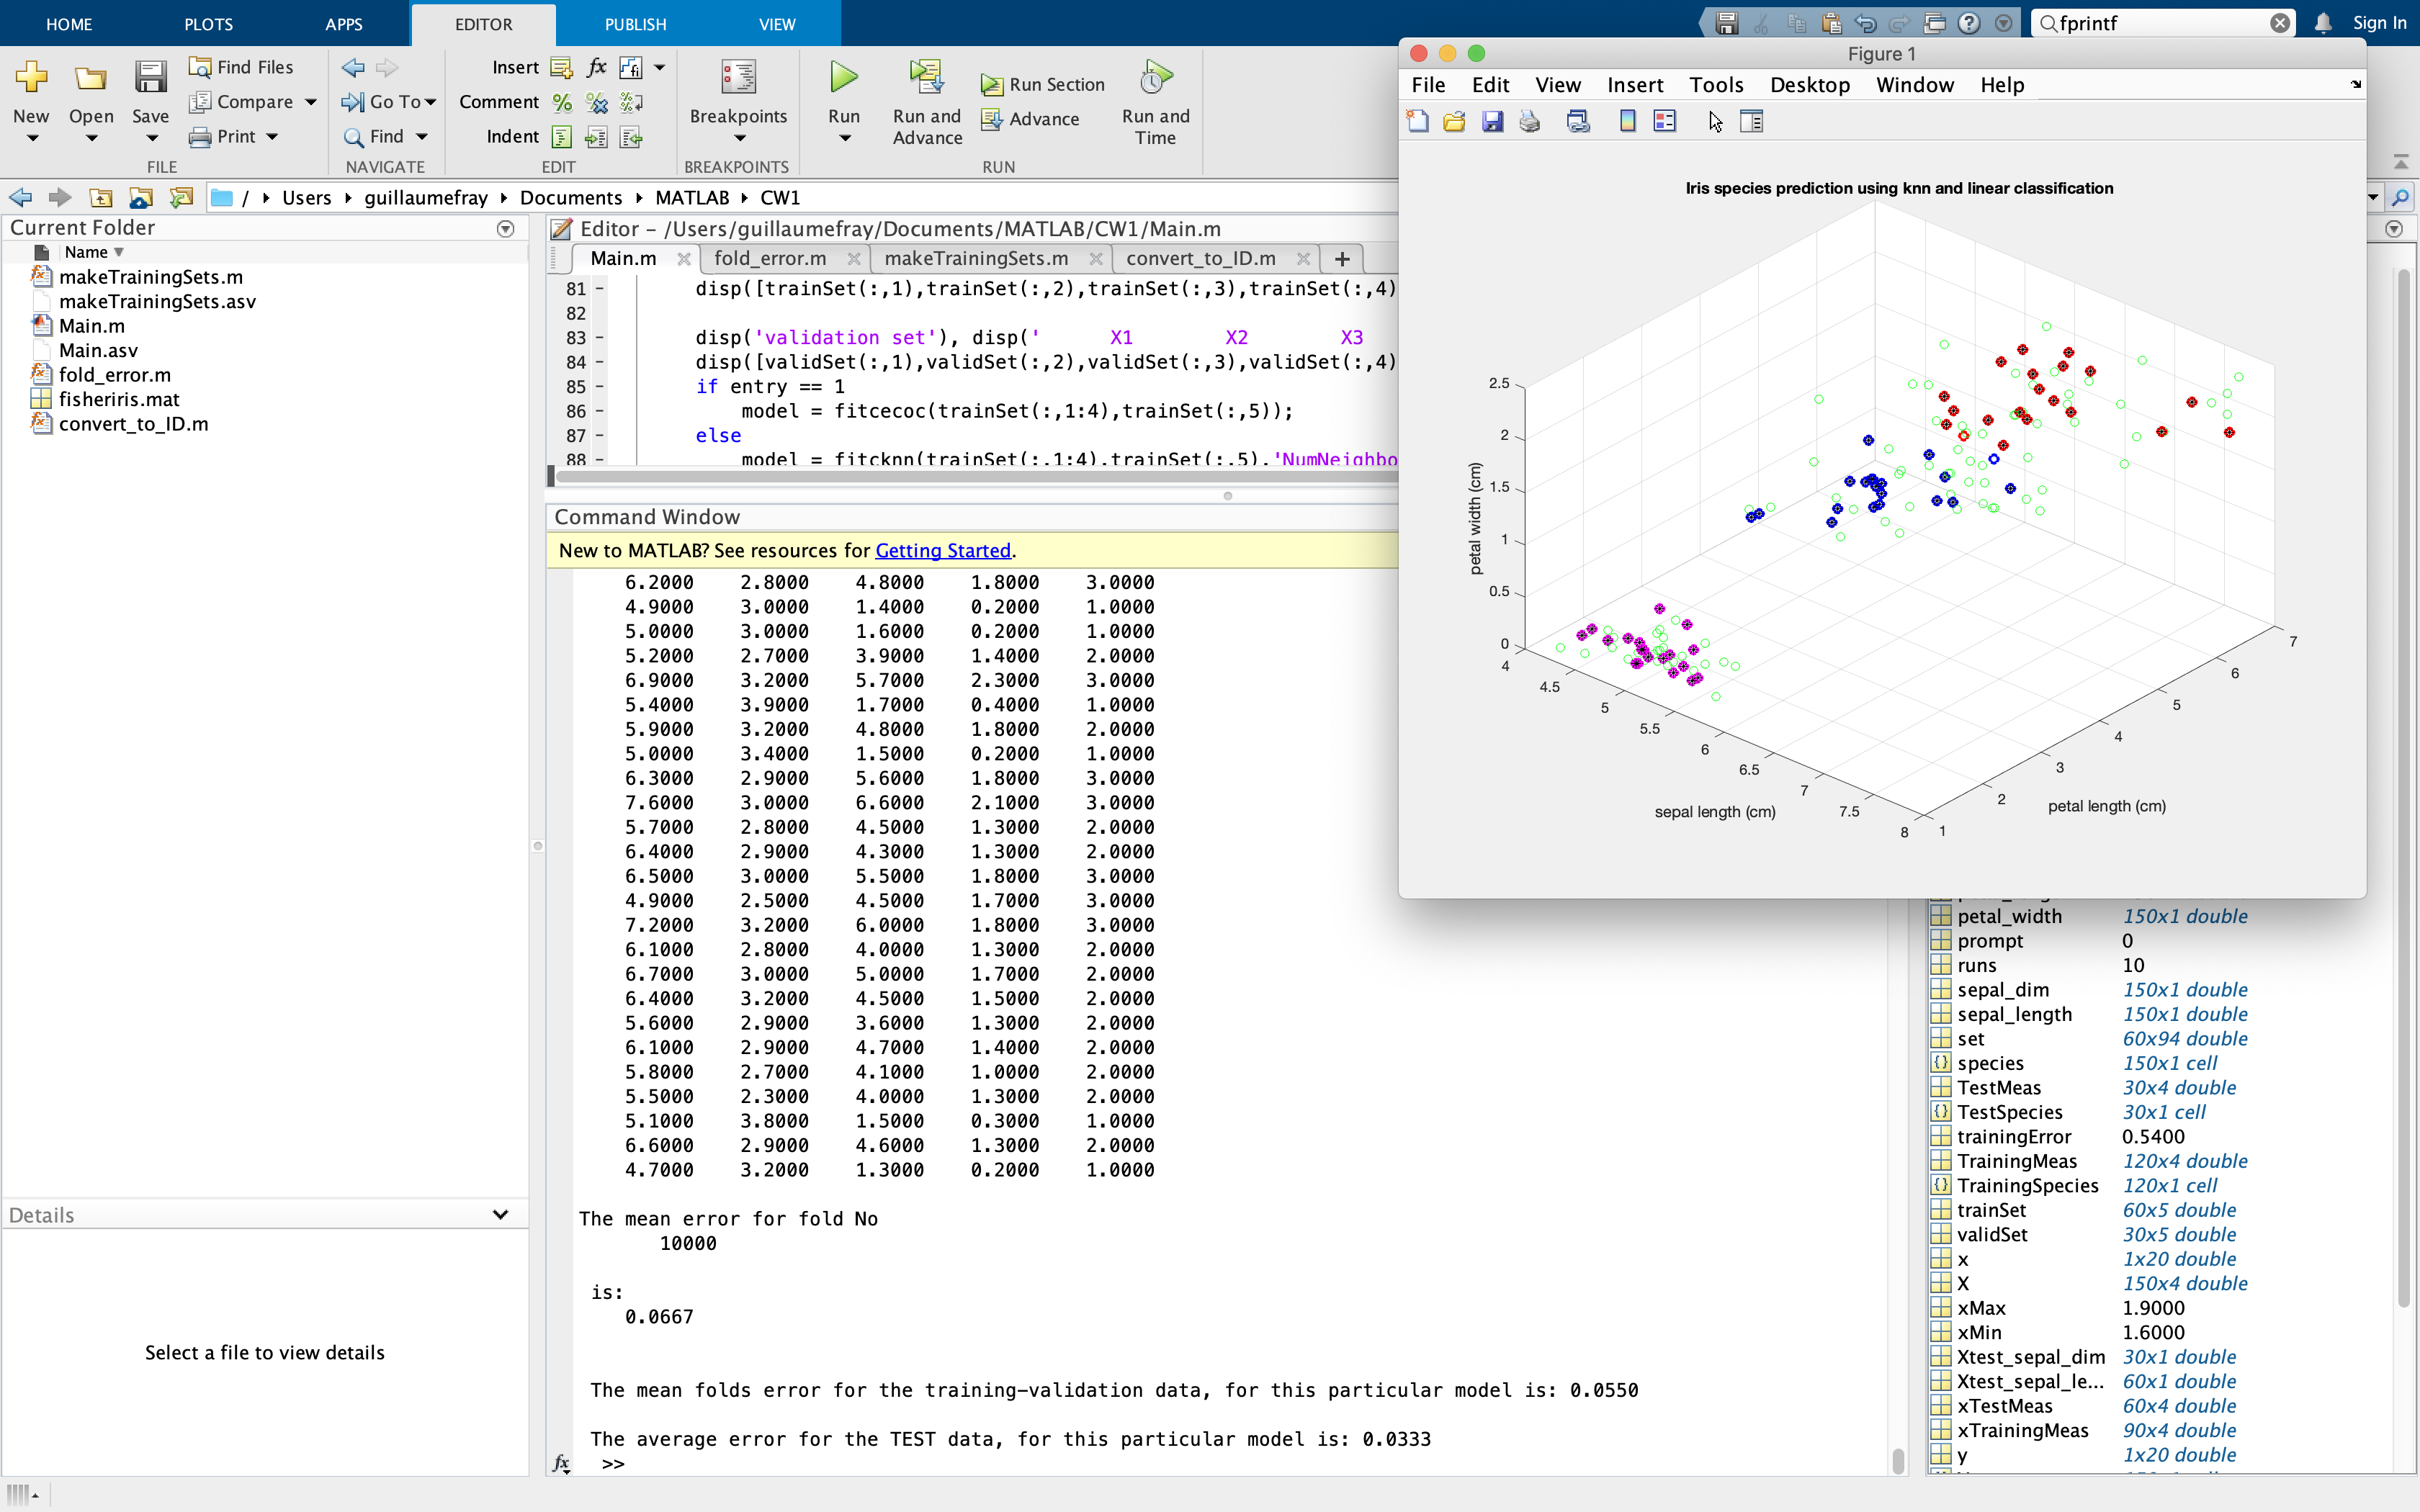 HOME PLOTS APPS EDITOR PUBLISH VIEW
fprintf
Sign In
New Open Save
Find Files
Compare
Print
FILE
Go To
Find
NAVIGATE
Insert fx
Comment
Indent
EDIT
Breakpoints
BREAKPOINTS
Run
Run and Advance
Run Section
Advance
Run and Time
RUN
/ Users guillaumefray Documents MATLAB CW1
Current Folder
Name
makeTrainingSets.m
makeTrainingSets.asv
Main.m
Main.asv
fold_error.m
fisheriris.mat
convert_to_ID.m
Details
Select a file to view details
Editor – /Users/guillaumefray/Documents/MATLAB/CW1/Main.m
Main.m fold_error.m makeTrainingSets.m convert_to_ID.m +
81 disp([trainSet(:,1),trainSet(:,2),trainSet(:,3),trainSet(:,4)
82
83 disp('validation set'), disp(' X1 X2 X3
84 disp([validSet(:,1),validSet(:,2),validSet(:,3),validSet(:,4)
85 if entry == 1
86 model = fitcecoc(trainSet(:,1:4),trainSet(:,5));
87 else
88 model = fitcknn(trainSet(:,1:4),trainSet(:,5),'NumNeighbo
Command Window
New to MATLAB? See resources for Getting Started.
6.2000 2.8000 4.8000 1.8000 3.0000
4.9000 3.0000 1.4000 0.2000 1.0000
5.0000 3.0000 1.6000 0.2000 1.0000
5.2000 2.7000 3.9000 1.4000 2.0000
6.9000 3.2000 5.7000 2.3000 3.0000
5.4000 3.9000 1.7000 0.4000 1.0000
5.9000 3.2000 4.8000 1.8000 2.0000
5.0000 3.4000 1.5000 0.2000 1.0000
6.3000 2.9000 5.6000 1.8000 3.0000
7.6000 3.0000 6.6000 2.1000 3.0000
5.7000 2.8000 4.5000 1.3000 2.0000
6.4000 2.9000 4.3000 1.3000 2.0000
6.5000 3.0000 5.5000 1.8000 3.0000
4.9000 2.5000 4.5000 1.7000 3.0000
7.2000 3.2000 6.0000 1.8000 3.0000
6.1000 2.8000 4.0000 1.3000 2.0000
6.7000 3.0000 5.0000 1.7000 2.0000
6.4000 3.2000 4.5000 1.5000 2.0000
5.6000 2.9000 3.6000 1.3000 2.0000
6.1000 2.9000 4.7000 1.4000 2.0000
5.8000 2.7000 4.1000 1.0000 2.0000
5.5000 2.3000 4.0000 1.3000 2.0000
5.1000 3.8000 1.5000 0.3000 1.0000
6.6000 2.9000 4.6000 1.3000 2.0000
4.7000 3.2000 1.3000 0.2000 1.0000
The mean error for fold No
10000
is:
0.0667
The mean folds error for the training-validation data, for this particular model is: 0.0550
The average error for the TEST data, for this particular model is: 0.0333
fx >>
Figure 1
File Edit View Insert Tools Desktop Window Help
Iris species prediction using knn and linear classification
petal width (cm)
2.5
2
1.5
1
0.5
0
4
4.5
5
5.5
6
6.5
7
7.5
8
sepal length (cm)
1
2
3
4
5
6
7
petal length (cm)
petal_width 150x1 double
prompt 0
runs 10
sepal_dim 150x1 double
sepal_length 150x1 double
set 60x94 double
species 150x1 cell
TestMeas 30x4 double
TestSpecies 30x1 cell
trainingError 0.5400
TrainingMeas 120x4 double
TrainingSpecies 120x1 cell
trainSet 60x5 double
validSet 30x5 double
x 1x20 double
X 150x4 double
xMax 1.9000
xMin 1.6000
Xtest_sepal_dim 30x1 double
Xtest_sepal_le... 60x1 double
xTestMeas 60x4 double
xTrainingMeas 90x4 double
y 1x20 double